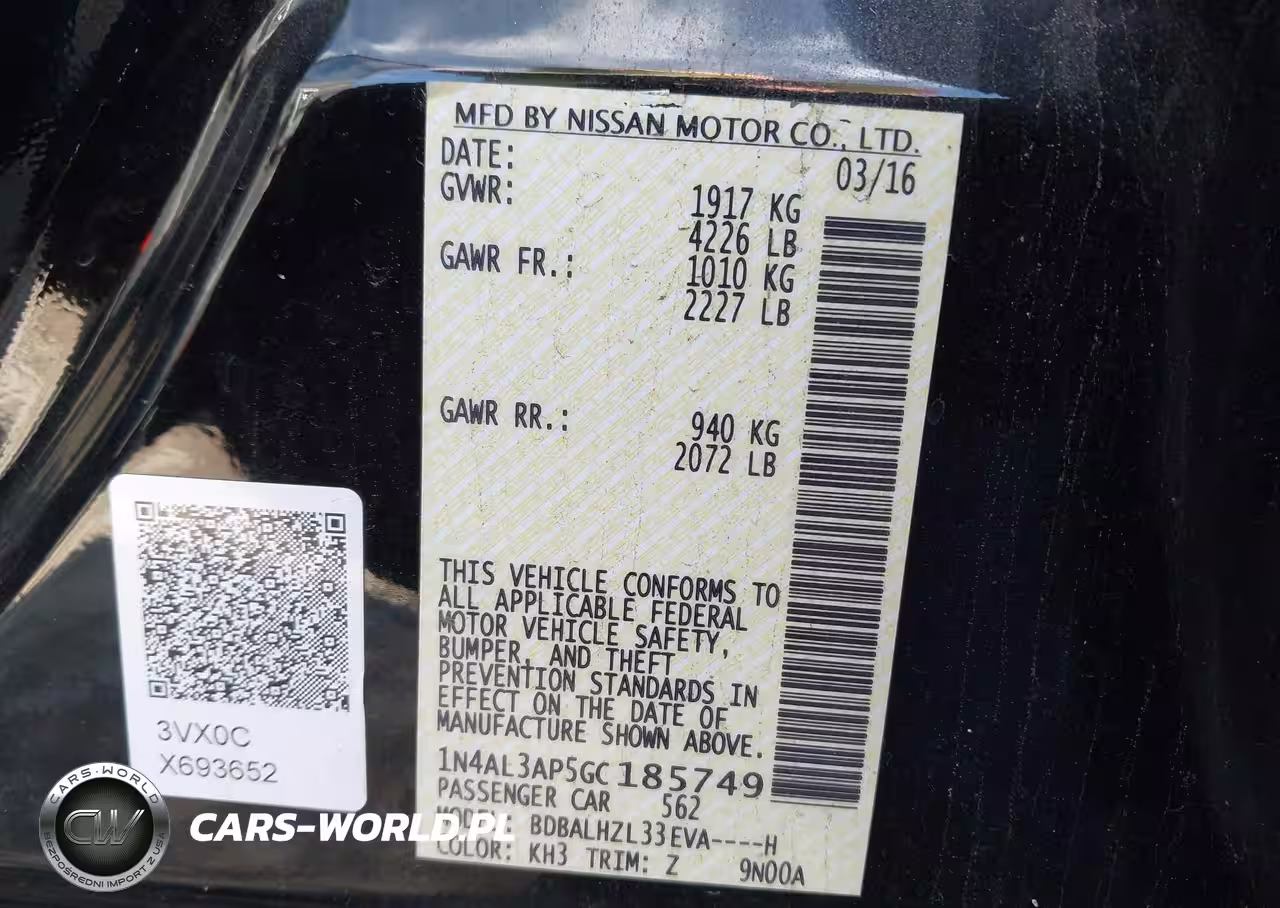 MFD BY NISSAN MOTOR CO., LTD.
DATE: 03/16
GVWR: 1917 KG
4226 LB
GAWR FR.: 1010 KG
2227 LB
GAWR RR.: 940 KG
2072 LB
THIS VEHICLE CONFORMS TO
ALL APPLICABLE FEDERAL
MOTOR VEHICLE SAFETY,
BUMPER, AND THEFT
PREVENTION STANDARDS IN
EFFECT ON THE DATE OF
MANUFACTURE SHOWN ABOVE.
1N4AL3AP5GC185749
PASSENGER CAR 562
MODEL BDBALHZL33EVA----H
COLOR: KH3 TRIM: Z 9N00A
3VX0C
X693652
CARS-WORLD
CW
BEZPOŚREDNI IMPORT Z USA
CARS-WORLD.PL